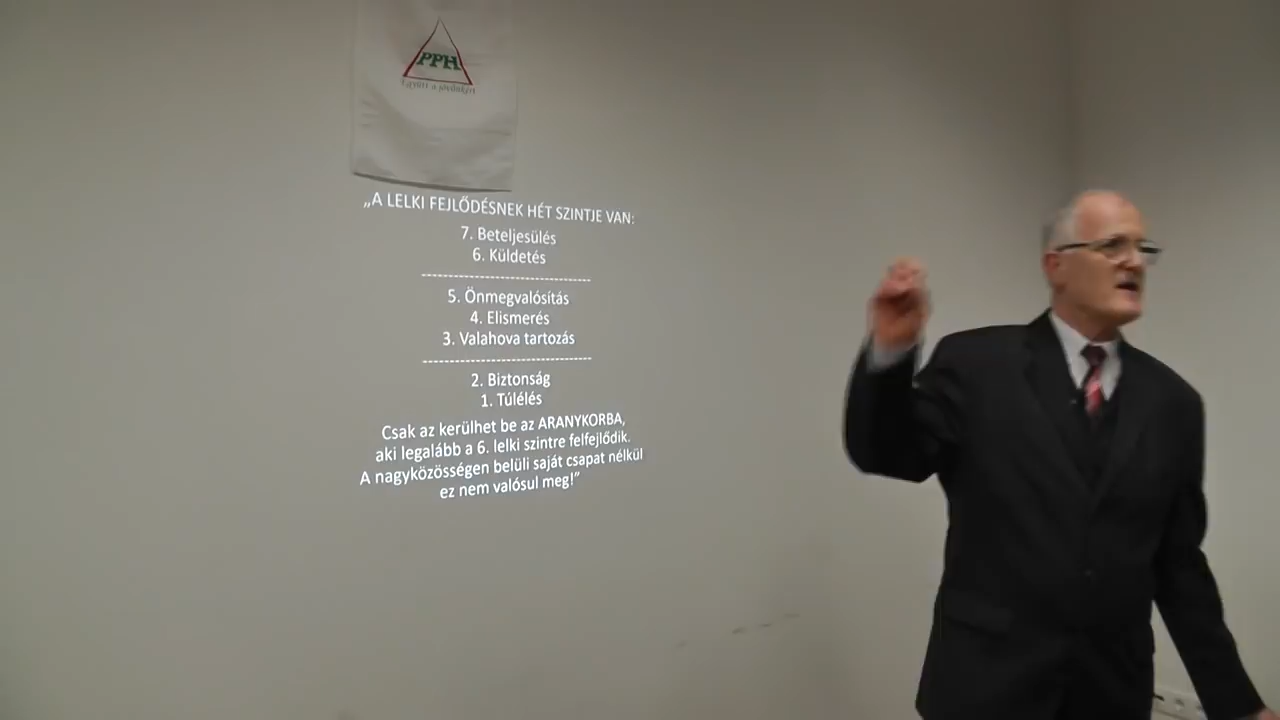 PPH
Együtt a jövőnkért
„A LELKI FEJLŐDÉSNEK HÉT SZINTJE VAN:
7. Beteljesülés
6. Küldetés
------------------------------
5. Önmegvalósítás
4. Elismerés
3. Valahova tartozás
------------------------------
2. Biztonság
1. Túlélés
Csak az kerülhet be az ARANYKORBA,
aki legalább a 6. lelki szintre felfejlődik.
A nagyközösségen belüli saját csapat nélkül
ez nem valósul meg!”